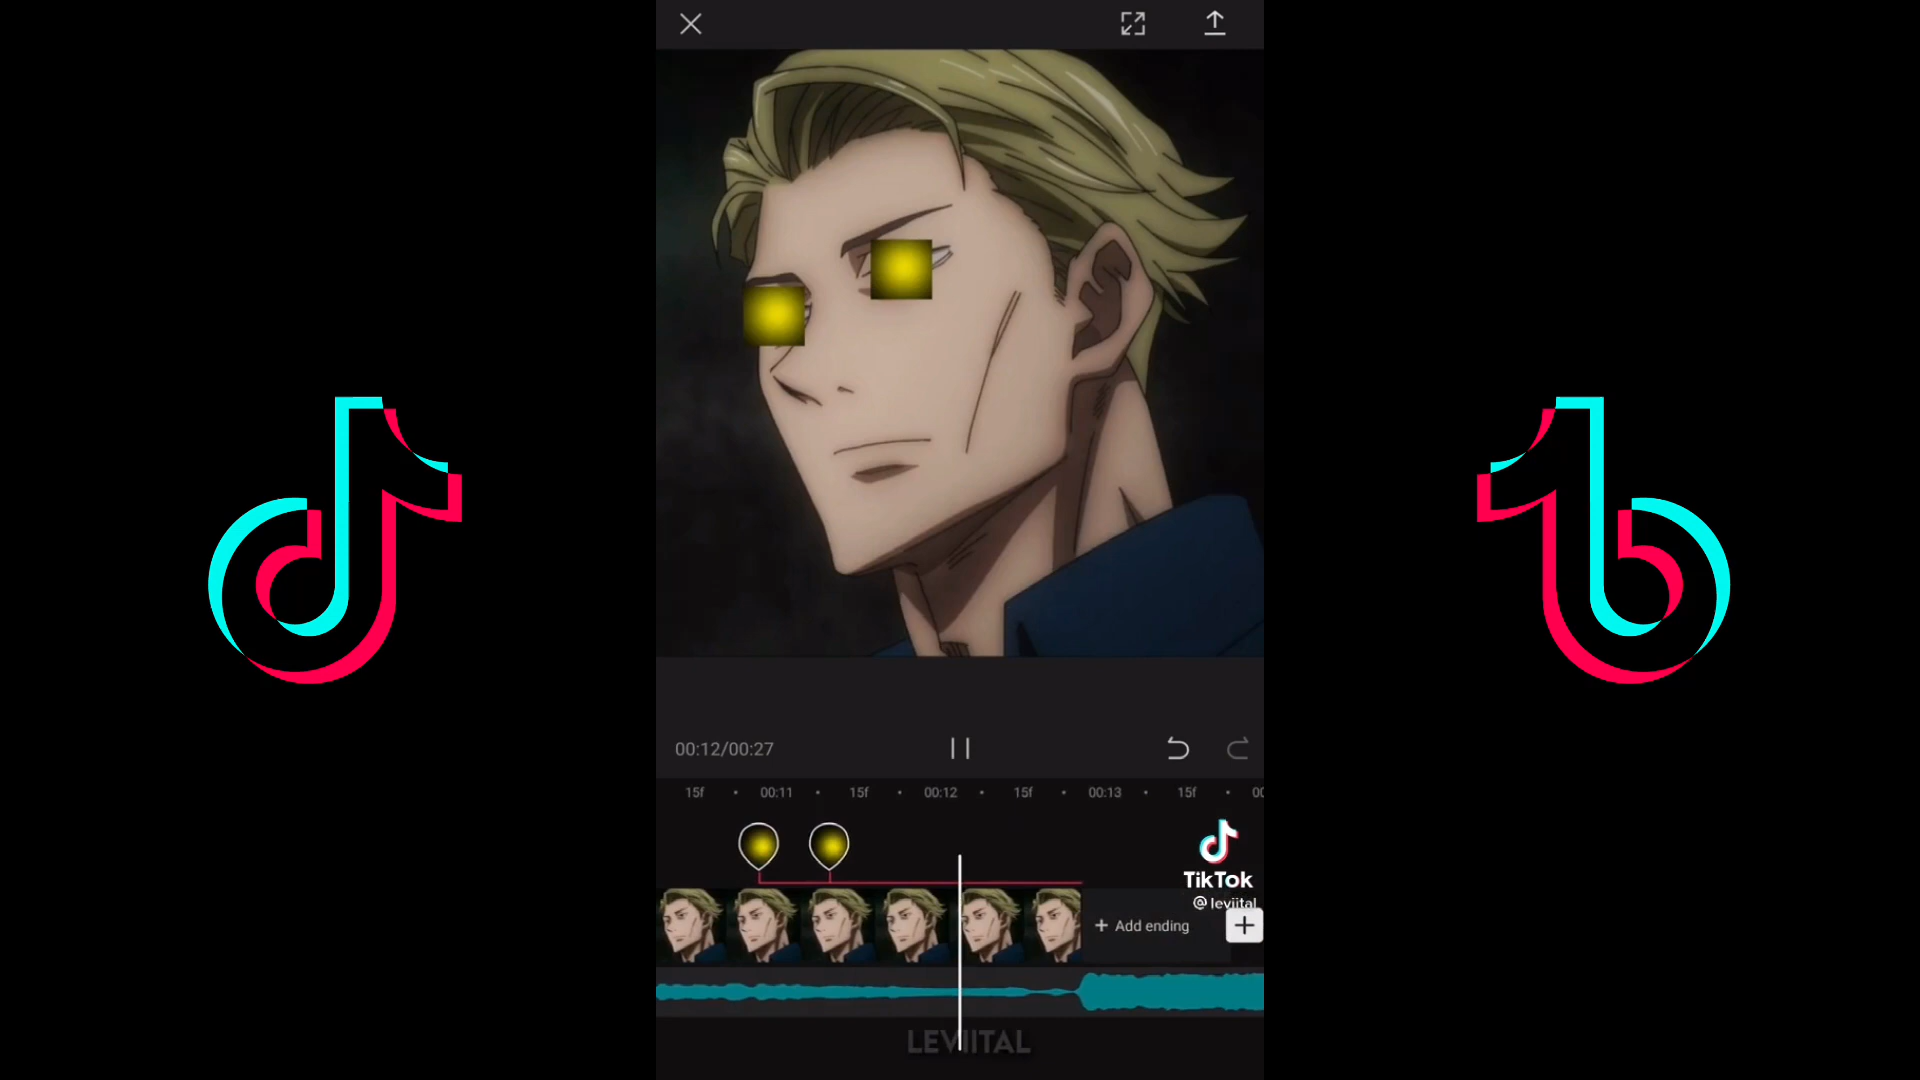 00:12/00:27
15f 00:11 15f 00:12 15f 00:13 15f
TikTok
@leviital
+ Add ending
LEVIITAL